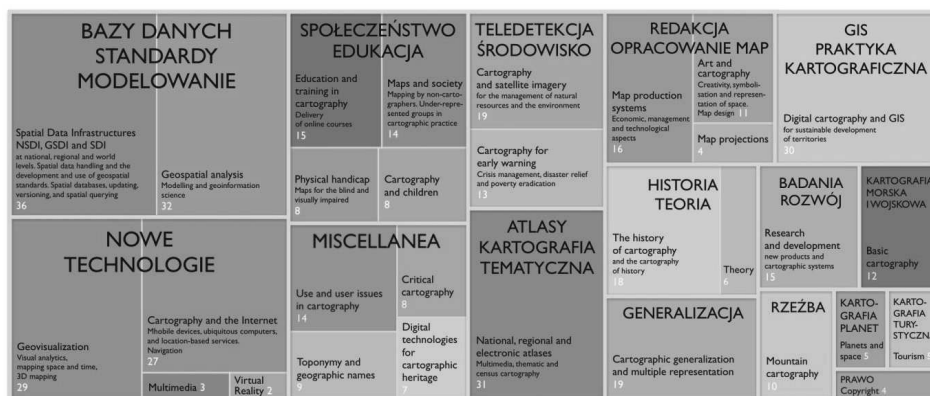 BAZY DANYCH
STANDARDY
MODELOWANIE
Spatial Data Infrastructures
NSDI, GSDI and SDI
at national, regional and world
levels. Spatial data handling and the
development and use of geospatial
standards. Spatial databases, updating,
versioning, and spatial querying
36
Geospatial analysis
Modelling and geoinformation
science
32
NOWE
TECHNOLOGIE
Geovisualization
Visual analytics,
mapping space and time,
3D mapping
29
Cartography and the Internet
Mhobile devices, ubiquitous computers,
and location-based services.
Navigation
27
Multimedia 3
Virtual
Reality 2
SPOŁECZEŃSTWO
EDUKACJA
Education and
training in
cartography
Delivery
of online courses
15
Maps and society
Mapping by non-carto-
graphers. Under-repre-
sented groups in
cartographic practice
14
Physical handicap
Maps for the blind and
visually impaired
8
Cartography
and children
8
MISCELLANEA
Use and user issues
in cartography
14
Critical
cartography
8
Toponymy and
geographic names
9
Digital
technologies
for
cartographic
heritage
7
TELEDETEKCJA
ŚRODOWISKO
Cartography
and satellite imagery
for the management of natural
resources and the environment
19
Cartography for
early warning
Crisis management, disaster relief
and poverty eradication
13
ATLASY
KARTOGRAFIA
TEMATYCZNA
National, regional and
electronic atlases
Multimedia, thematic and
census cartography
31
REDAKCJA
OPRACOWANIE MAP
Map production
systems
Economic, management
and technological
aspects
16
Art and
cartography
Creativity, symboli-
sation and represen-
tation of space.
Map design 11
Map projections
4
GIS
PRAKTYKA
KARTOGRAFICZNA
Digital cartography and GIS
for sustainable development
of territories
30
HISTORIA
TEORIA
The history
of cartography
and the cartography
of history
18
Theory
6
BADANIA
ROZWÓJ
Research
and development
new products and
cartographic systems
15
KARTOGRAFIA
MORSKA
I WOJSKOWA
Basic
cartography
12
GENERALIZACJA
Cartographic generalization
and multiple representation
19
RZEŹBA
Mountain
cartography
10
KARTO-
GRAFIA
PLANET
Planets and
space 5
KARTO-
GRAFIA
TURY-
STYCZNA
Tourism
PRAWO
Copyright 4